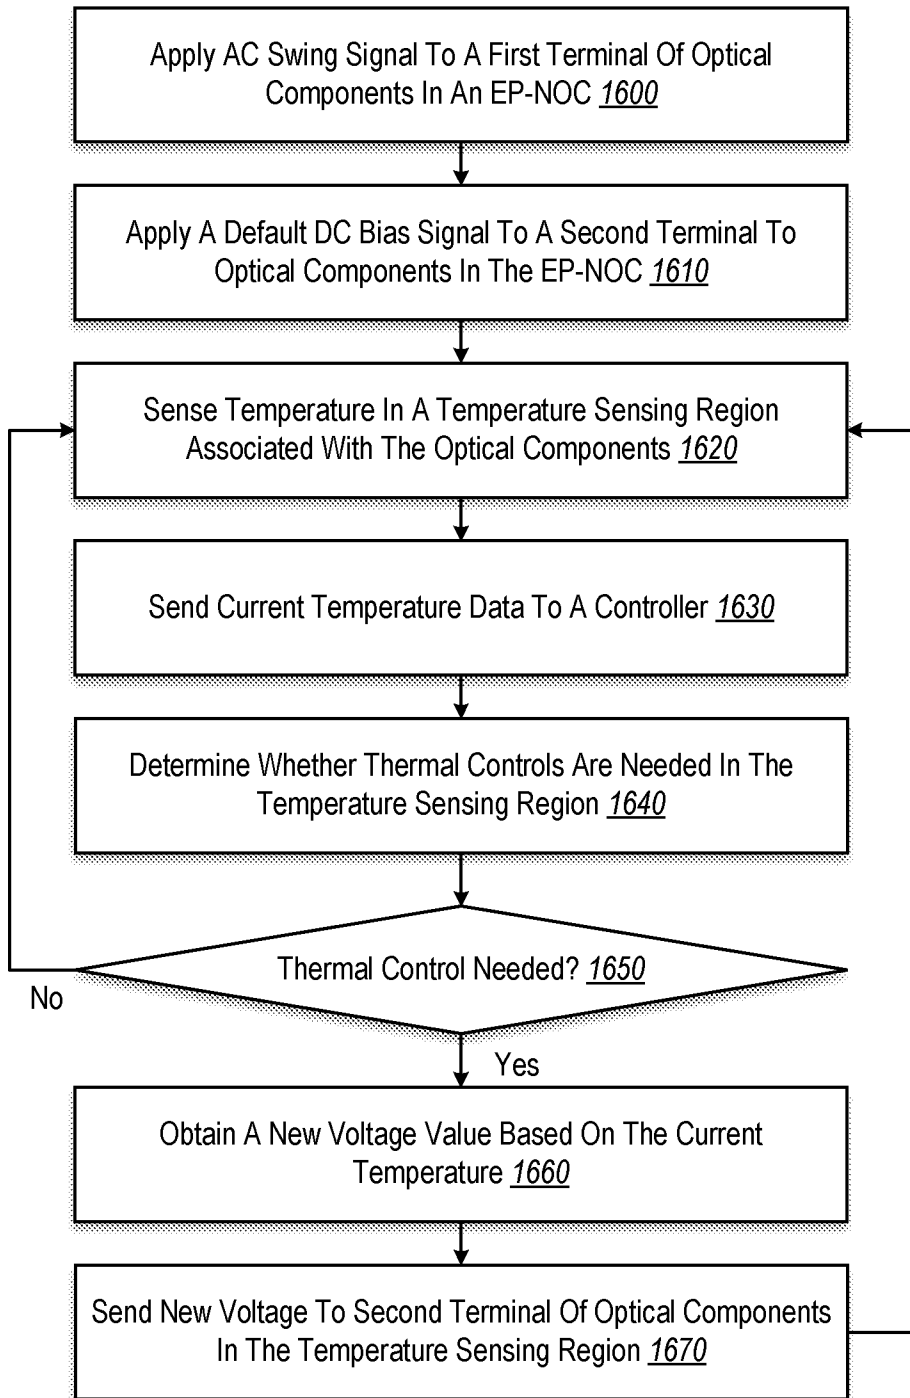 Apply AC Swing Signal To A First Terminal Of Optical
Components In An EP-NOC 1600
Apply A Default DC Bias Signal To A Second Terminal To
Optical Components In The EP-NOC 1610
Sense Temperature In A Temperature Sensing Region
Associated With The Optical Components 1620
Send Current Temperature Data To A Controller 1630
Determine Whether Thermal Controls Are Needed In The
Temperature Sensing Region 1640
Thermal Control Needed? 1650
No
Yes
Obtain A New Voltage Value Based On The Current
Temperature 1660
Send New Voltage To Second Terminal Of Optical Components
In The Temperature Sensing Region 1670